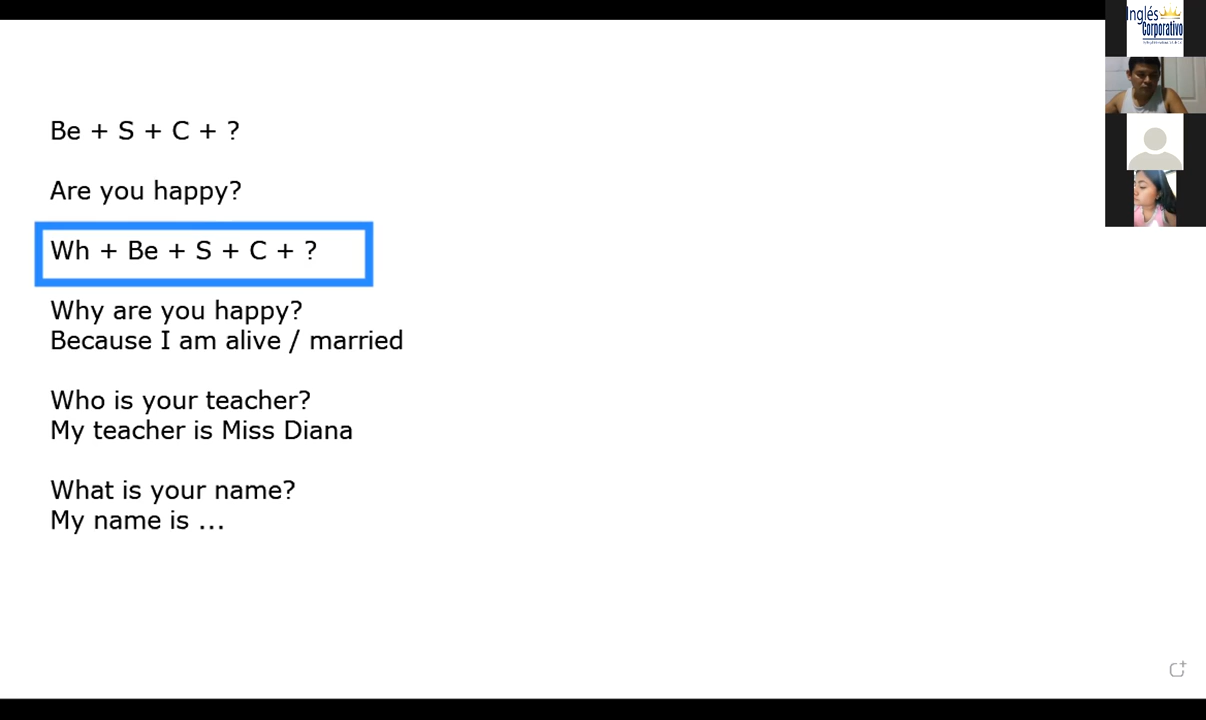 Be + S + C + ?
Are you happy?
Wh + Be + S + C + ?
Why are you happy?
Because I am alive / married
Who is your teacher?
My teacher is Miss Diana
What is your name?
My name is ...
Inglés
Corporativo